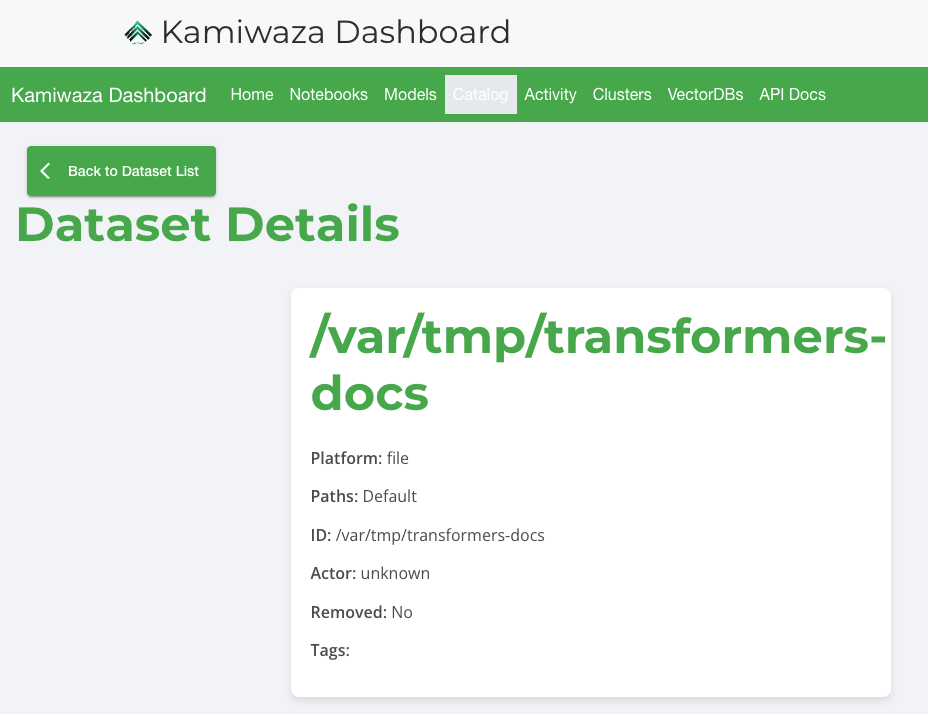 Kamiwaza Dashboard
Kamiwaza Dashboard Home Notebooks Models Catalog Activity Clusters VectorDBs API Docs
Back to Dataset List
Dataset Details
/var/tmp/transformers-
docs
Platform: file
Paths: Default
ID: /var/tmp/transformers-docs
Actor: unknown
Removed: No
Tags: